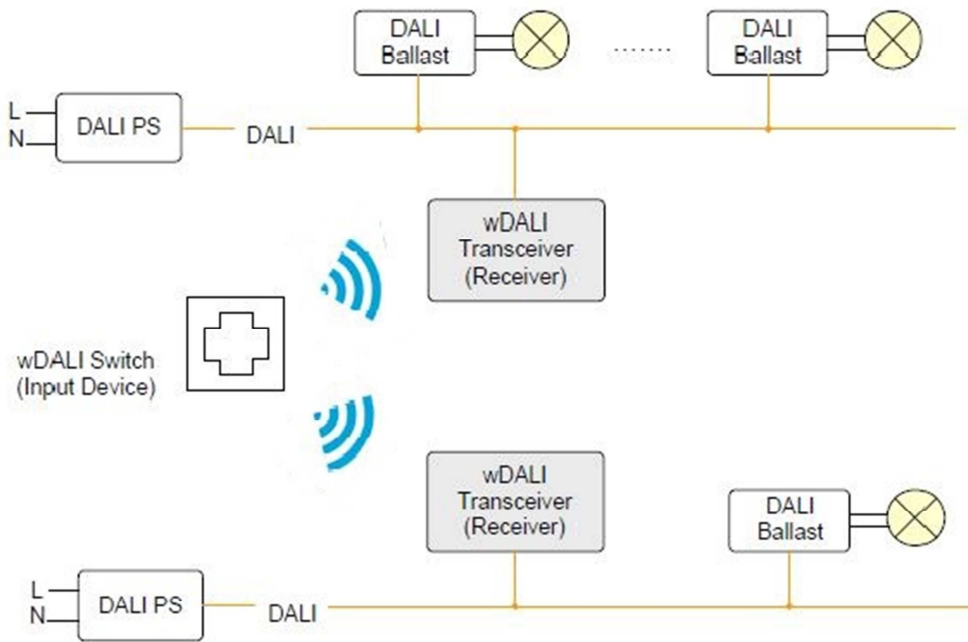 DALI
Ballast
DALI
Ballast
.......
L
N
DALI PS
DALI
wDALI
Transceiver
(Receiver)
wDALI Switch
(Input Device)
wDALI
Transceiver
(Receiver)
DALI
Ballast
L
N
DALI PS
DALI